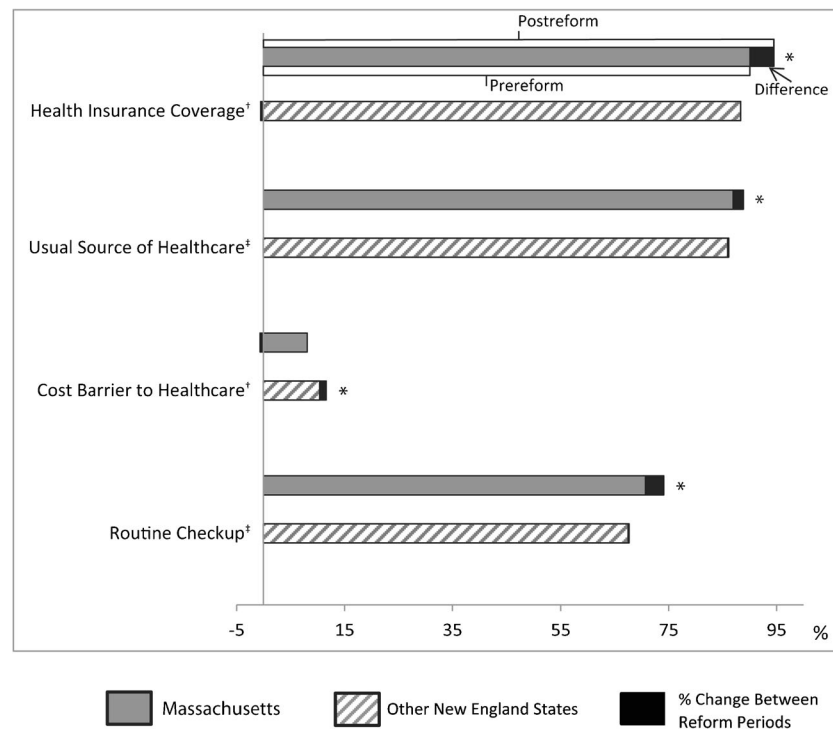 Postreform
*
Difference
Prereform
Health Insurance Coverage†
*
Usual Source of Healthcare‡
Cost Barrier to Healthcare†
*
*
Routine Checkup‡
-5 15 35 55 75 95 %
Massachusetts
Other New England States
% Change Between
Reform Periods